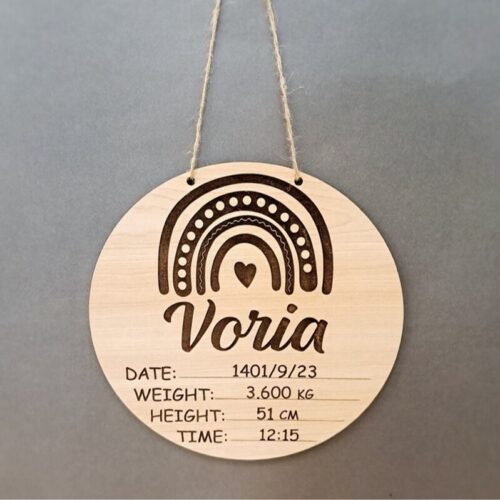 Voria
DATE: 1401/9/23
WEIGHT: 3.600 KG
HEIGHT: 51 CM
TIME: 12:15